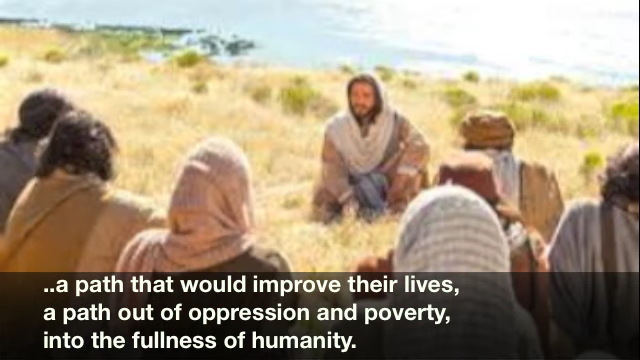 ..a path that would improve their lives,
a path out of oppression and poverty,
into the fullness of humanity.